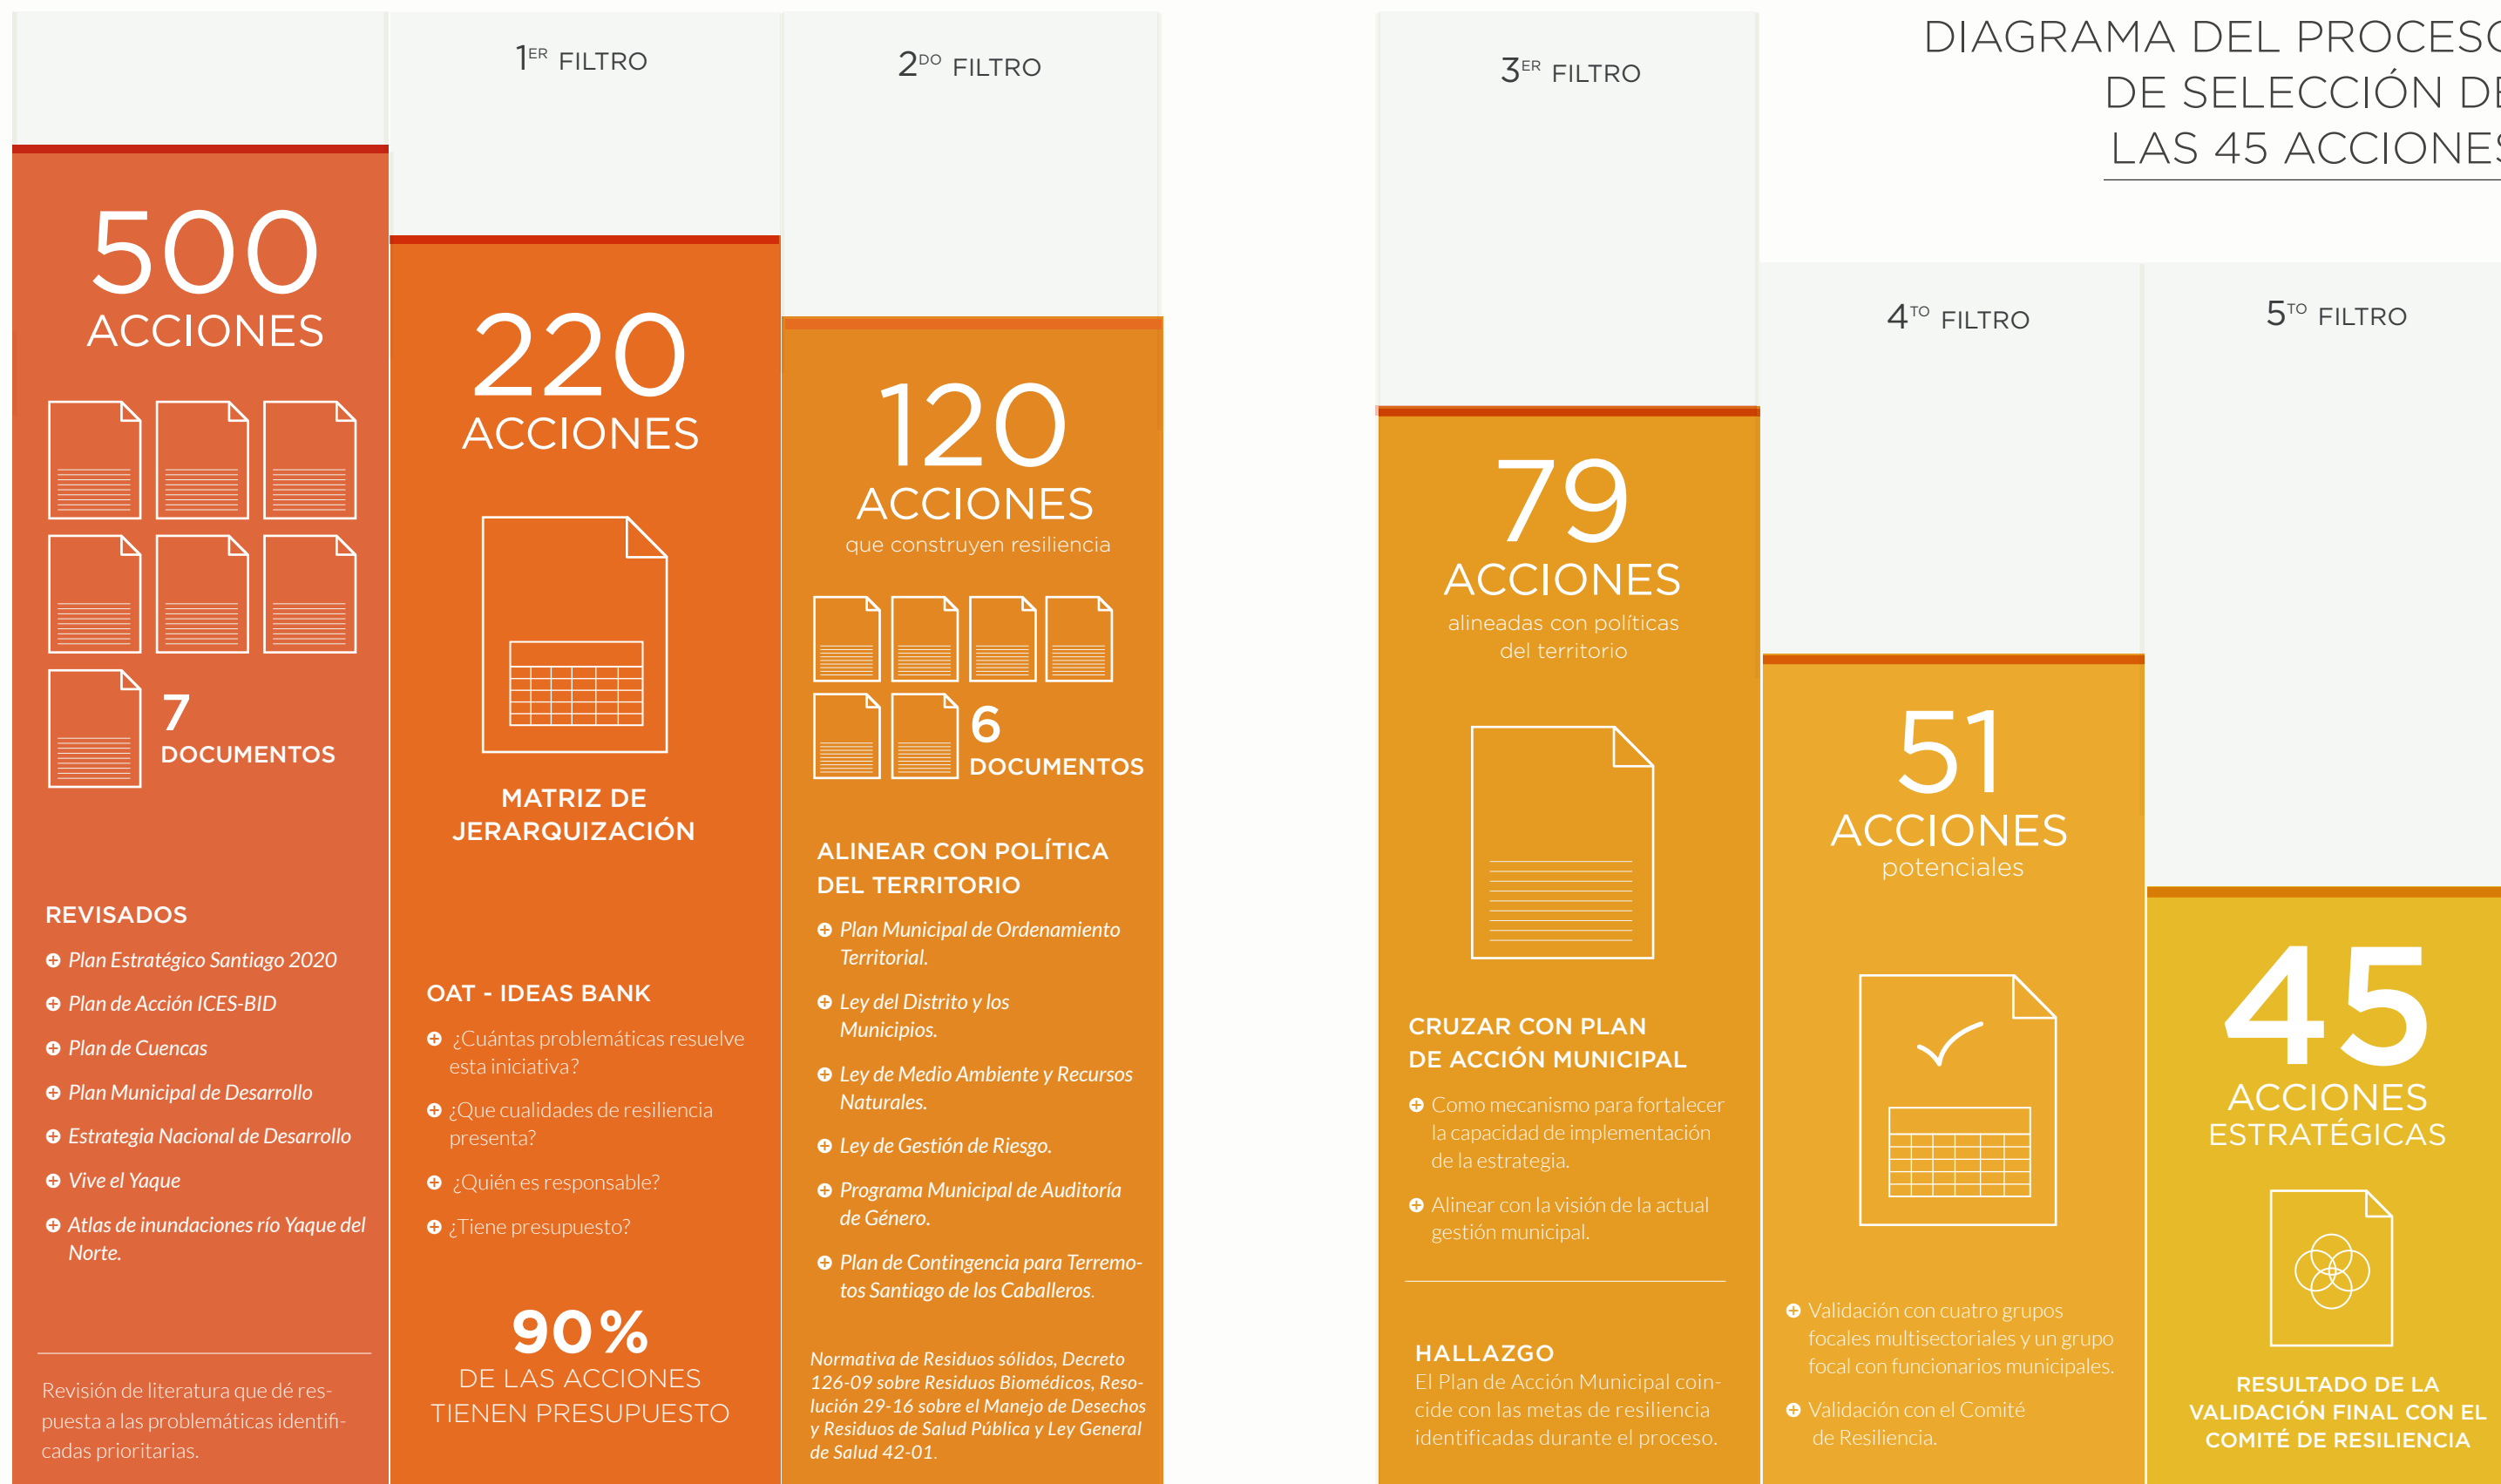 DIAGRAMA DEL PROCESO
DE SELECCIÓN DE
LAS 45 ACCIONES
500
ACCIONES
7
DOCUMENTOS
REVISADOS
Plan Estratégico Santiago 2020
Plan de Acción ICES-BID
Plan de Cuencas
Plan Municipal de Desarrollo
Estrategia Nacional de Desarrollo
Vive el Yaque
Atlas de inundaciones río Yaque del
Norte.
Revisión de literatura que dé res-
puesta a las problemáticas identifi-
cadas prioritarias.
1ER FILTRO
220
ACCIONES
MATRIZ DE
JERARQUIZACIÓN
OAT - IDEAS BANK
¿Cuántas problemáticas resuelve
esta iniciativa?
¿Que cualidades de resiliencia
presenta?
¿Quién es responsable?
¿Tiene presupuesto?
90%
DE LAS ACCIONES
TIENEN PRESUPUESTO
2DO FILTRO
120
ACCIONES
que construyen resiliencia
6
DOCUMENTOS
ALINEAR CON POLÍTICA
DEL TERRITORIO
Plan Municipal de Ordenamiento
Territorial.
Ley del Distrito y los
Municipios.
Ley de Medio Ambiente y Recursos
Naturales.
Ley de Gestión de Riesgo.
Programa Municipal de Auditoría
de Género.
Plan de Contingencia para Terremo-
tos Santiago de los Caballeros.
Normativa de Residuos sólidos, Decreto
126-09 sobre Residuos Biomédicos, Reso-
lución 29-16 sobre el Manejo de Desechos
y Residuos de Salud Pública y Ley General
de Salud 42-01.
3ER FILTRO
79
ACCIONES
alineadas con políticas
del territorio
CRUZAR CON PLAN
DE ACCIÓN MUNICIPAL
Como mecanismo para fortalecer
la capacidad de implementación
de la estrategia.
Alinear con la visión de la actual
gestión municipal.
HALLAZGO
El Plan de Acción Municipal coin-
cide con las metas de resiliencia
identificadas durante el proceso.
4TO FILTRO
51
ACCIONES
potenciales
Validación con cuatro grupos
focales multisectoriales y un grupo
focal con funcionarios municipales.
Validación con el Comité
de Resiliencia.
5TO FILTRO
45
ACCIONES
ESTRATÉGICAS
RESULTADO DE LA
VALIDACIÓN FINAL CON EL
COMITÉ DE RESILIENCIA